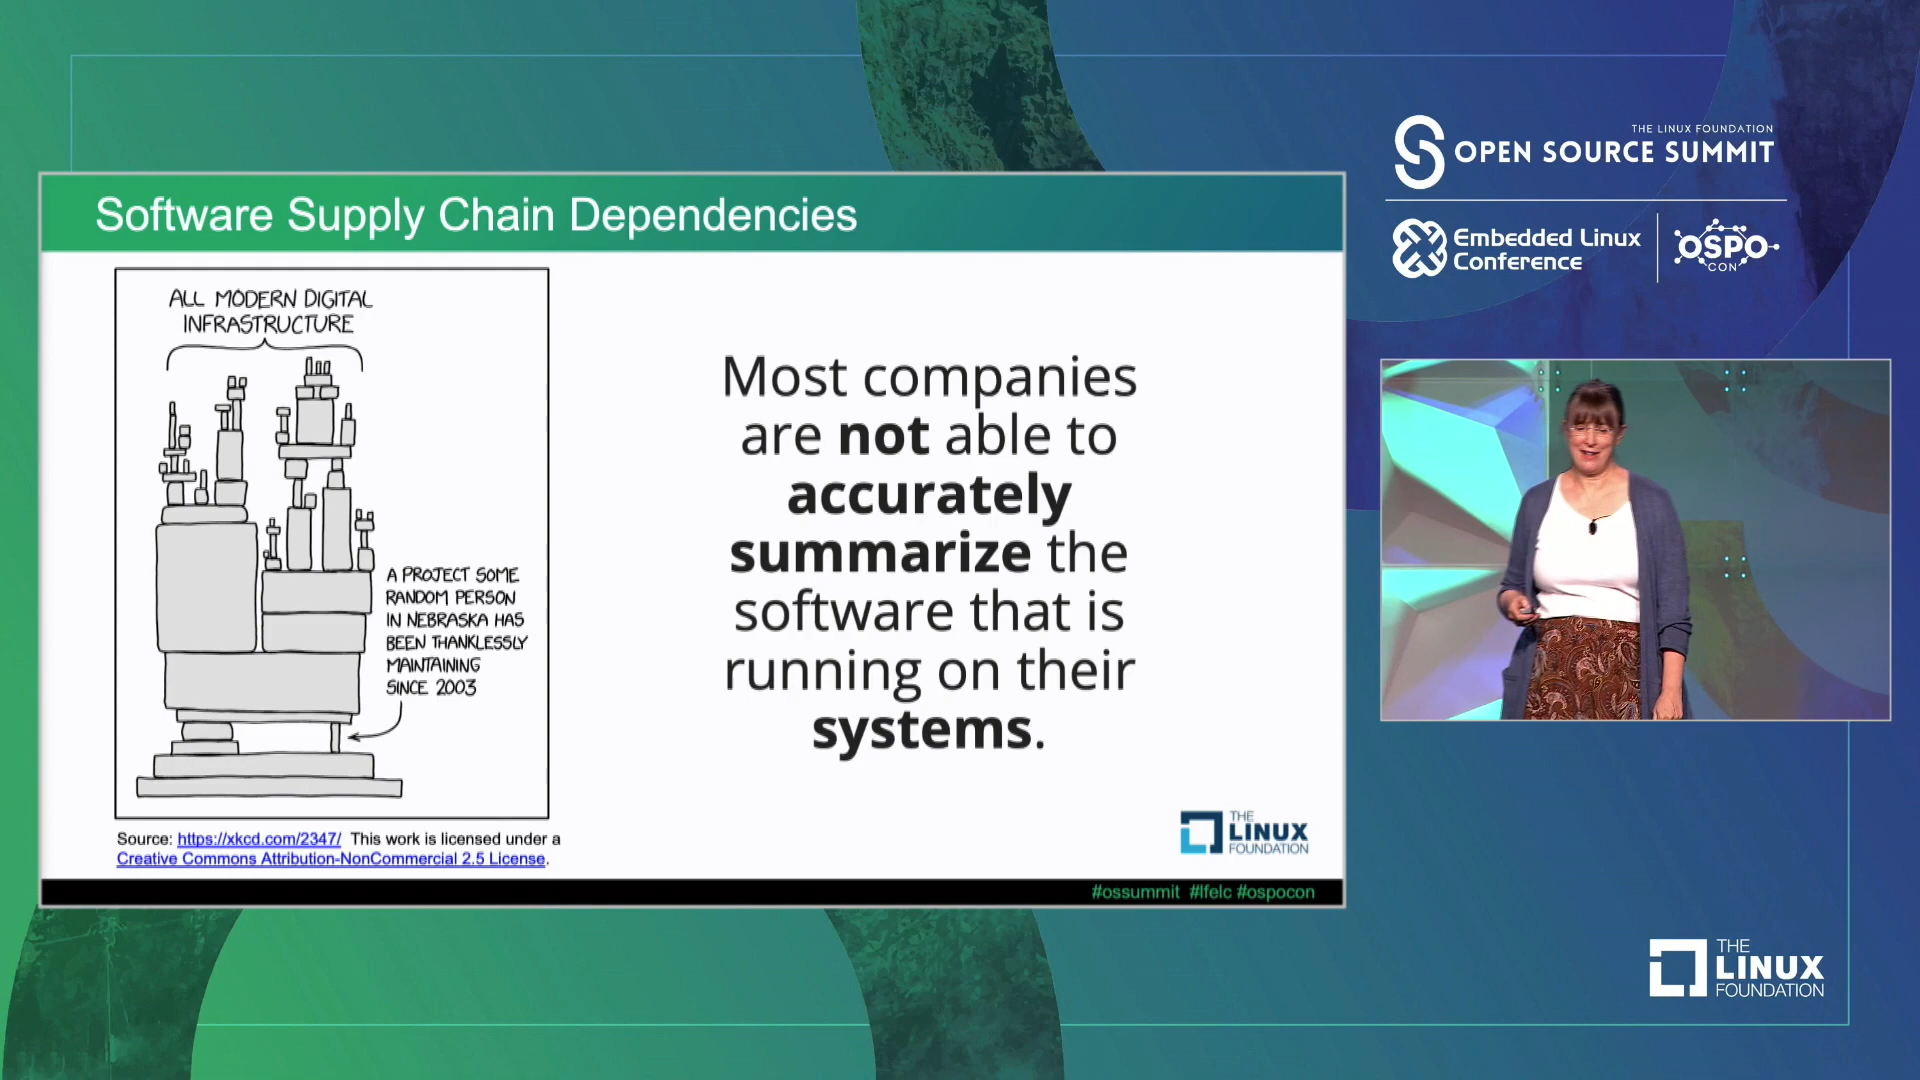 THE LINUX FOUNDATION
OPEN SOURCE SUMMIT
Embedded Linux
Conference
OSPO
CON
Software Supply Chain Dependencies
ALL MODERN DIGITAL
INFRASTRUCTURE
A PROJECT SOME
RANDOM PERSON
IN NEBRASKA HAS
BEEN THANKLESSLY
MAINTAINING
SINCE 2003
Source: https://xkcd.com/2347/ This work is licensed under a
Creative Commons Attribution-NonCommercial 2.5 License.
Most companies
are not able to
accurately
summarize the
software that is
running on their
systems.
THE
LINUX
FOUNDATION
#ossummit #lfelc #ospocon
THE
LINUX
FOUNDATION